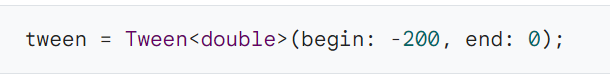 tween = Tween<double>(begin: -200, end: 0);